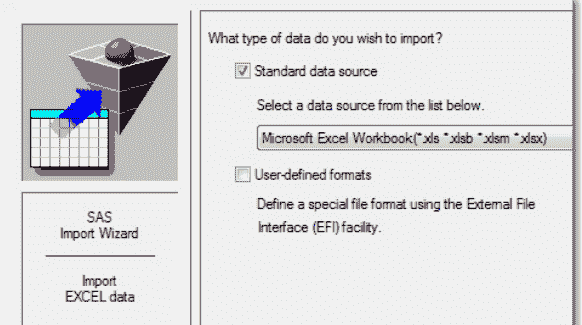 What type of data do you wish to import?
Standard data source
Select a data source from the list below.
Microsoft Excel Workbook(*.xls *.xlsb *.xlsm *.xlsx)
User-defined formats
Define a special file format using the External File
Interface (EFI) facility.
SAS
Import Wizard
Import
EXCEL data